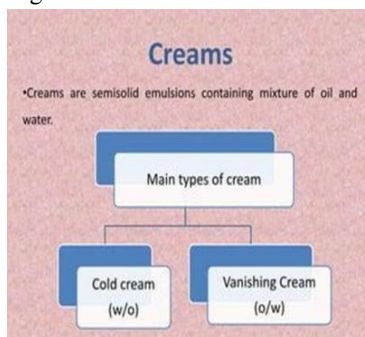 Creams
•Creams are semisolid emulsions containing mixture of oil and
water.
Main types of cream
Cold cream
(w/o)
Vanishing Cream
(o/w)